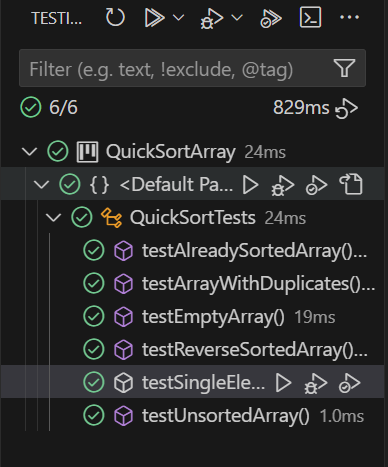 TESTI...
Filter (e.g. text, !exclude, @tag)
6/6 829ms
QuickSortArray 24ms
{} <Default Pa...
QuickSortTests 24ms
testAlreadySortedArray()...
testArrayWithDuplicates()...
testEmptyArray() 19ms
testReverseSortedArray()...
testSingleEle...
testUnsortedArray() 1.0ms